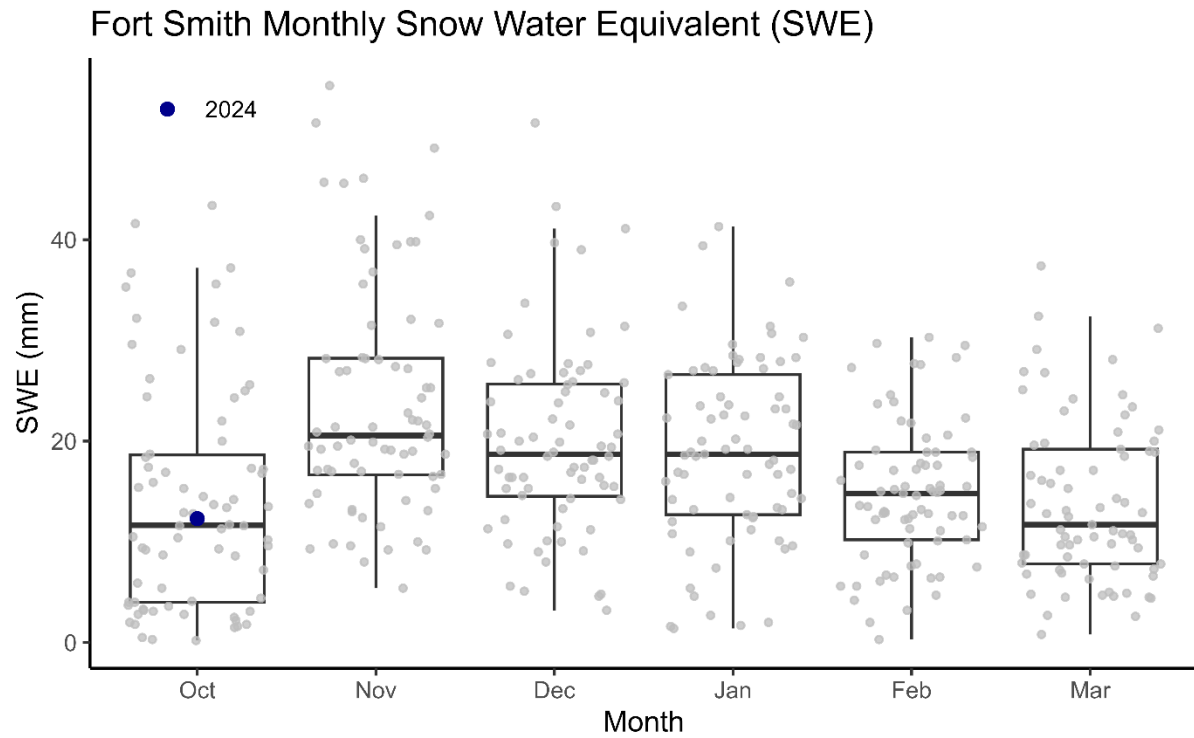 Fort Smith Monthly Snow Water Equivalent (SWE)
2024
SWE (mm)
40
20
0
Oct Nov Dec Jan Feb Mar
Month